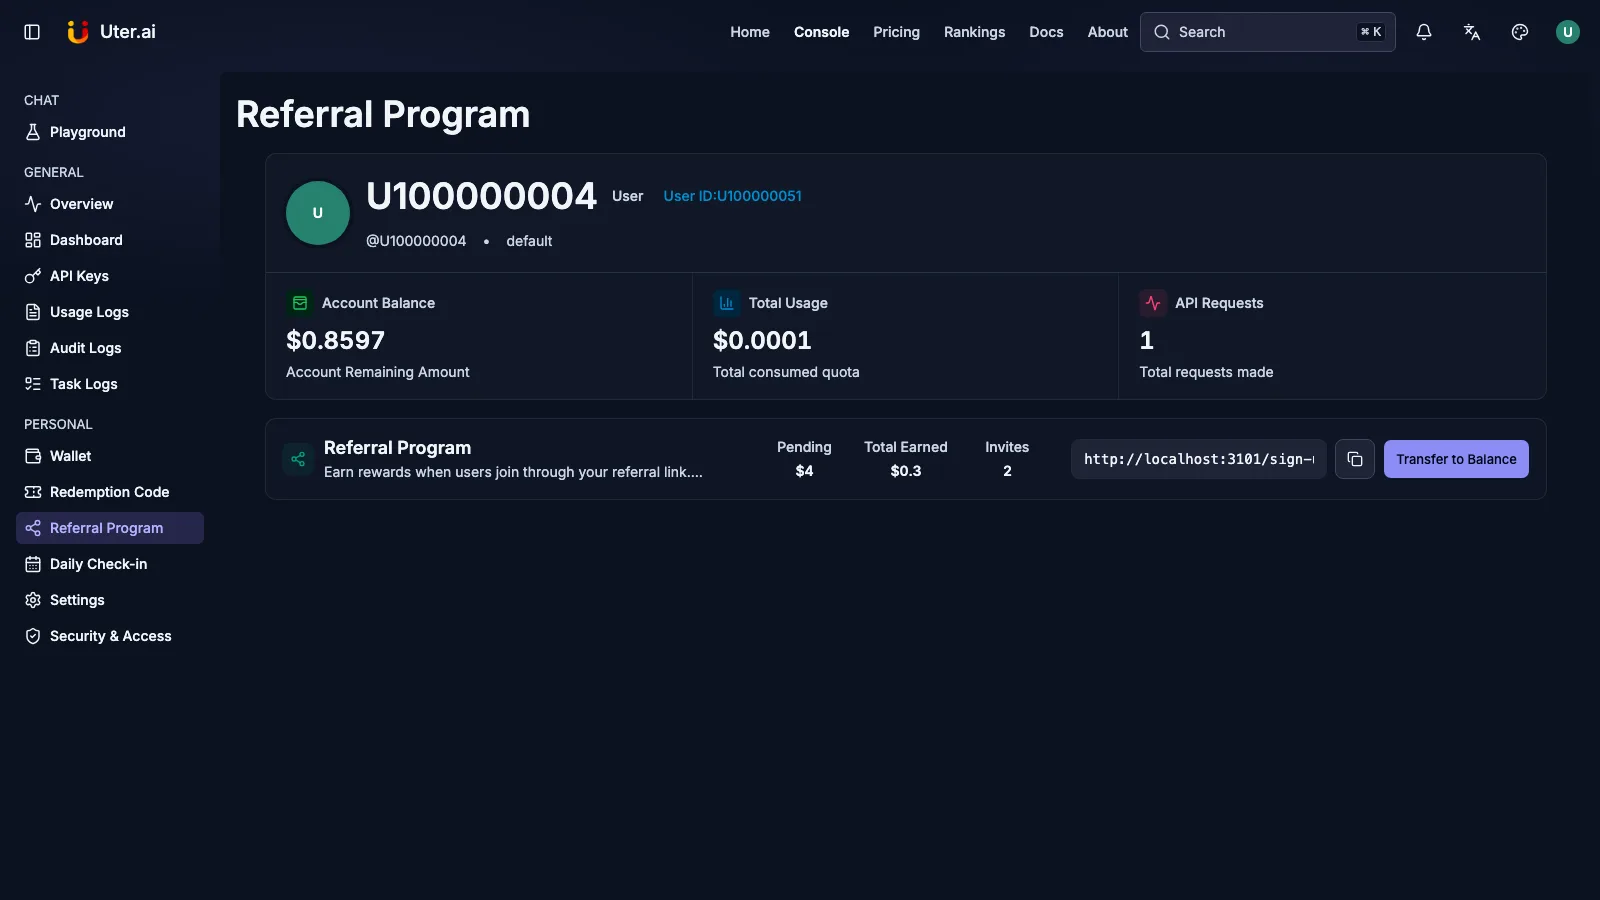 Uter.ai
Home Console Pricing Rankings Docs About Search ⌘ K U
CHAT
Playground
GENERAL
Overview
Dashboard
API Keys
Usage Logs
Audit Logs
Task Logs
PERSONAL
Wallet
Redemption Code
Referral Program
Daily Check-in
Settings
Security & Access
Referral Program
U
U100000004 User User ID:U100000051
@U100000004 • default
Account Balance
$0.8597
Account Remaining Amount
Total Usage
$0.0001
Total consumed quota
API Requests
1
Total requests made
Referral Program
Earn rewards when users join through your referral link....
Pending
$4
Total Earned
$0.3
Invites
2
http://localhost:3101/sign-
Transfer to Balance